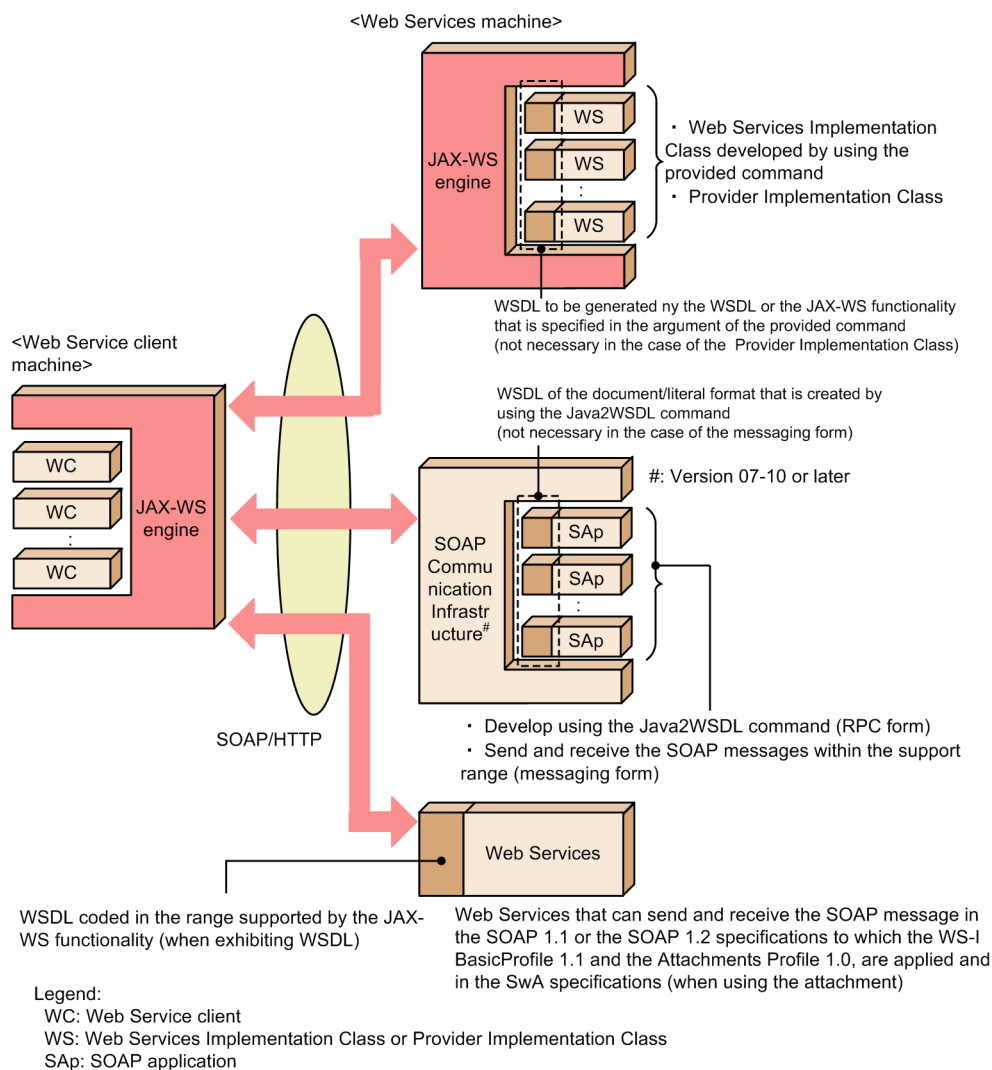 <Web Services machine>
JAX-WS
engine
WS
WS
:
WS
・ Web Services Implementation
Class developed by using the
provided command
・ Provider Implementation Class
WSDL to be generated ny the WSDL or the JAX-WS functionality
that is specified in the argument of the provided command
(not necessary in the case of the Provider Implementation Class)
<Web Service client
machine>
WC
WC
:
WC
JAX-WS
engine
SOAP/HTTP
WSDL of the document/literal format that is created by
using the Java2WSDL command
(not necessary in the case of the messaging form)
#: Version 07-10 or later
SOAP
Commu
nication
Infrastr
ucture#
SAp
SAp
:
SAp
・ Develop using the Java2WSDL command (RPC form)
・ Send and receive the SOAP messages within the support
range (messaging form)
Web Services
WSDL coded in the range supported by the JAX-
WS functionality (when exhibiting WSDL)
Web Services that can send and receive the SOAP message in
the SOAP 1.1 or the SOAP 1.2 specifications to which the WS-I
BasicProfile 1.1 and the Attachments Profile 1.0, are applied and
in the SwA specifications (when using the attachment)
Legend:
WC: Web Service client
WS: Web Services Implementation Class or Provider Implementation Class
SAp: SOAP application